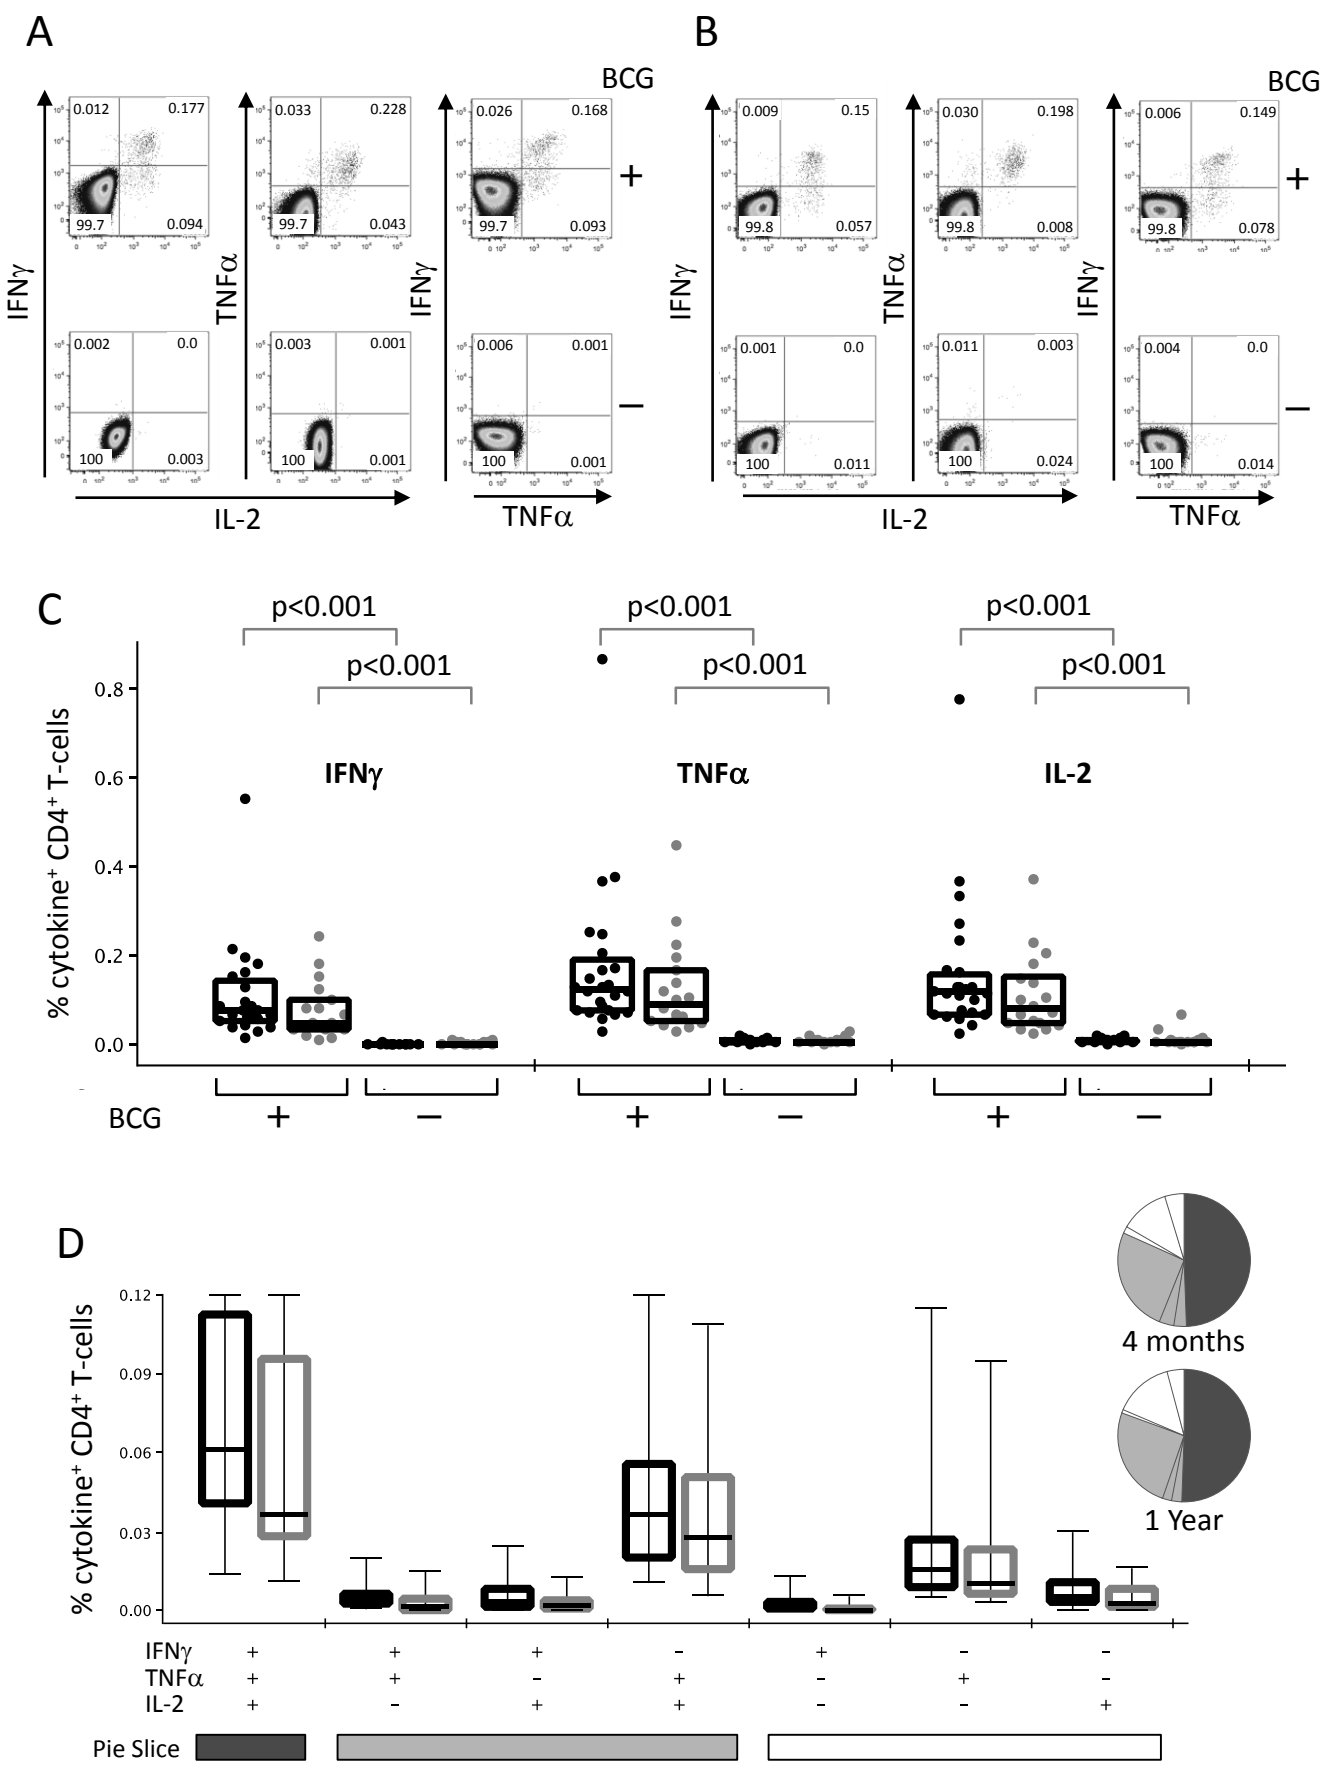 A
B
BCG
BCG
0.012 0.177
0.033 0.228
0.026 0.168
0.009 0.15
0.030 0.198
0.006 0.149
+
+
99.7 0.094
99.7 0.043
99.7 0.093
99.8 0.057
99.8 0.008
99.8 0.078
IFNγ
TNFα
IFNγ
IFNγ
TNFα
IFNγ
0.002 0.0
0.003 0.001
0.006 0.001
0.001 0.0
0.011 0.003
0.004 0.0
–
–
100 0.003
100 0.001
100 0.001
100 0.011
100 0.024
100 0.014
IL-2
TNFα
IL-2
TNFα
C
p<0.001
p<0.001
p<0.001
p<0.001
p<0.001
p<0.001
% cytokine⁺ CD4⁺ T-cells
0.8
0.6
0.4
0.2
0.0
IFNγ
TNFα
IL-2
BCG + – + – + –
D
% cytokine⁺ CD4⁺ T-cells
0.12
0.09
0.06
0.03
0.00
4 months
1 Year
IFNγ + + + – + – –
TNFα + + – + – + –
IL-2 + – + + – – +
Pie Slice